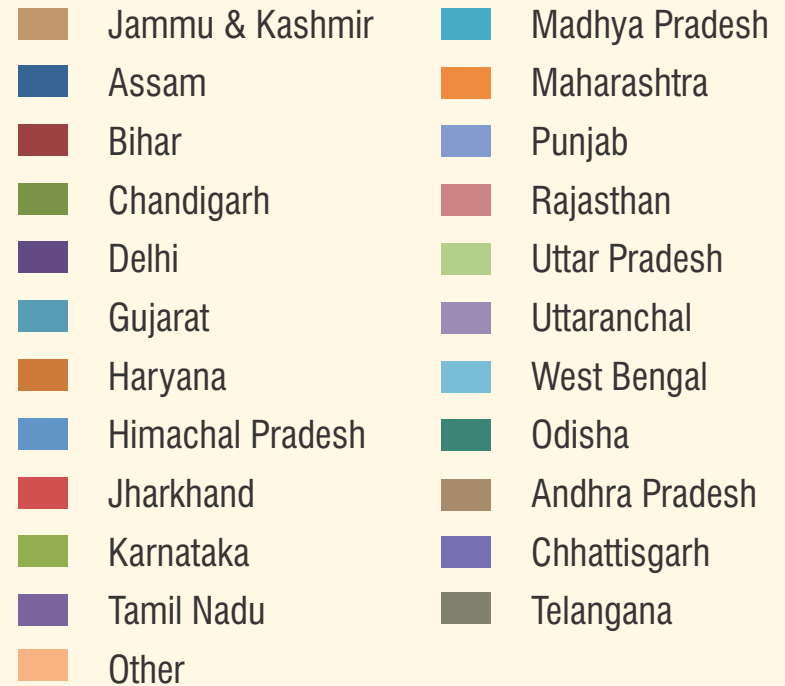 Jammu & Kashmir
Assam
Bihar
Chandigarh
Delhi
Gujarat
Haryana
Himachal Pradesh
Jharkhand
Karnataka
Tamil Nadu
Other
Madhya Pradesh
Maharashtra
Punjab
Rajasthan
Uttar Pradesh
Uttaranchal
West Bengal
Odisha
Andhra Pradesh
Chhattisgarh
Telangana